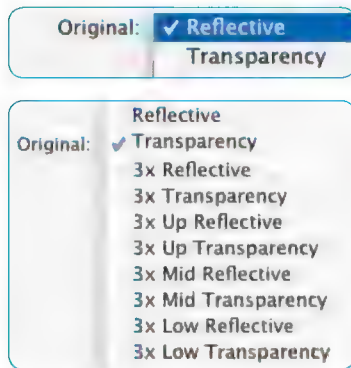 Original: ✓ Reflective
Transparency
Reflective
Original: ✓ Transparency
3x Reflective
3x Transparency
3x Up Reflective
3x Up Transparency
3x Mid Reflective
3x Mid Transparency
3x Low Reflective
3x Low Transparency